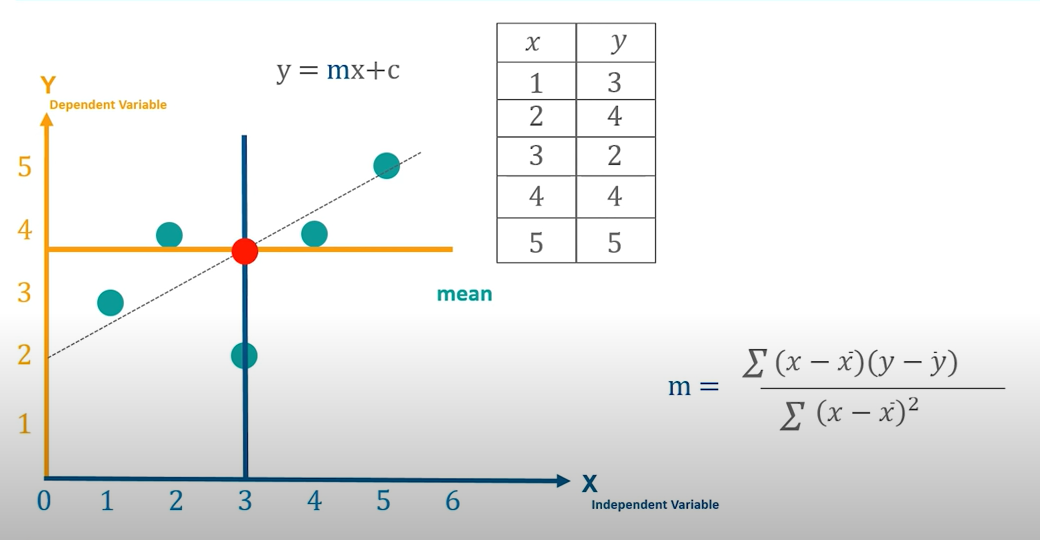 y = mx+c
Y
Dependent Variable
5
4
3
2
1
0 1 2 3 4 5 6
X
Independent Variable
mean
x y
1 3
2 4
3 2
4 4
5 5
m = ∑ (x − x̄)(y − ȳ)
∑ (x − x̄)²